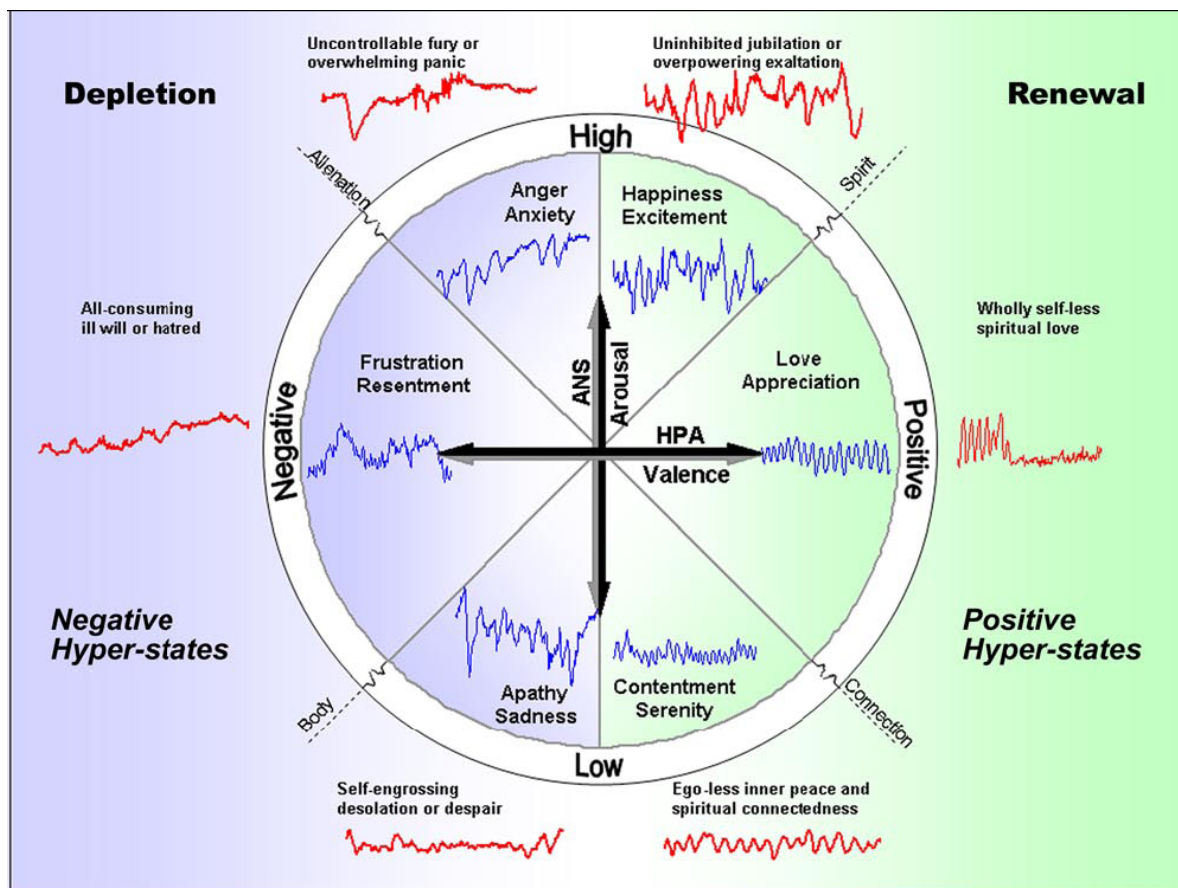 Uncontrollable fury or
overwhelming panic
Uninhibited jubilation or
overpowering exaltation
Depletion
Renewal
High
Alienation
Spirit
Anger
Anxiety
Happiness
Excitement
All-consuming
ill will or hatred
Wholly self-less
spiritual love
Frustration
Resentment
ANS
Arousal
Love
Appreciation
Negative
HPA
Valence
Positive
Negative
Hyper-states
Positive
Hyper-states
Apathy
Sadness
Contentment
Serenity
Body
Connection
Low
Self-engrossing
desolation or despair
Ego-less inner peace and
spiritual connectedness